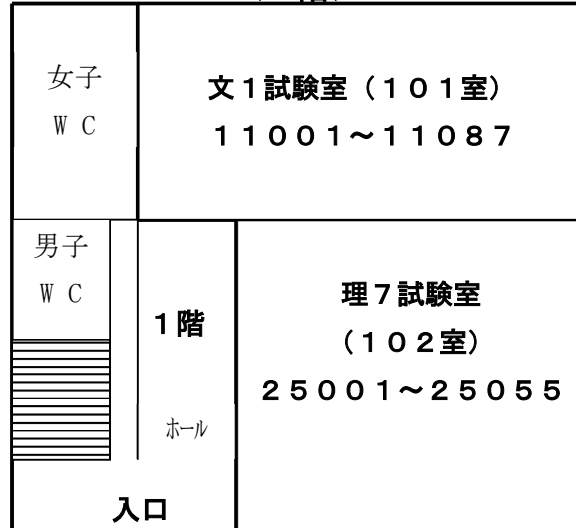 女子
ＷＣ
文１試験室（１０１室）
１１００１～１１０８７
男子
ＷＣ
１階
理７試験室
（１０２室）
２５００１～２５０５５
ホール
入口